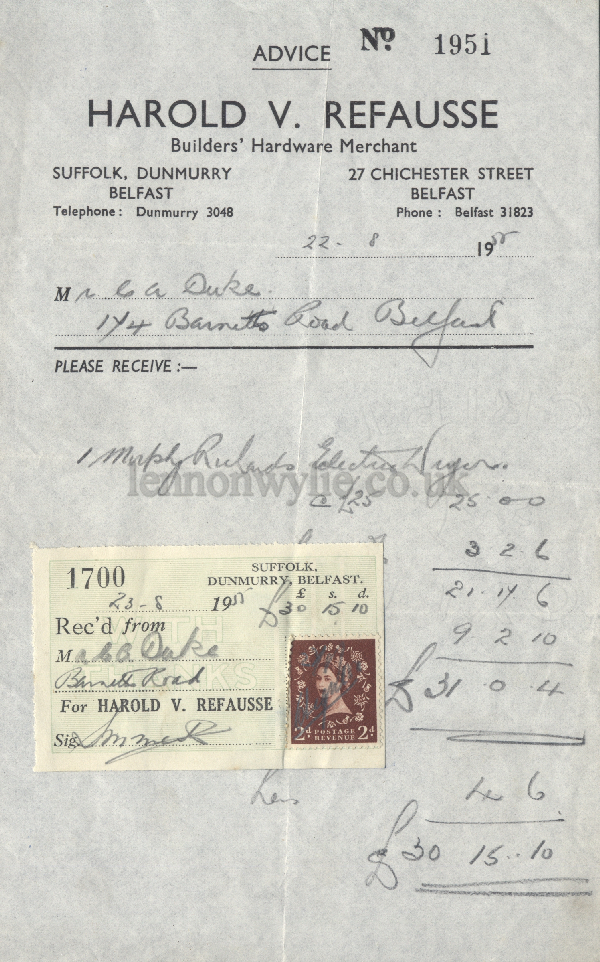 ADVICE No 1951
HAROLD V. REFAUSSE
Builders' Hardware Merchant
SUFFOLK, DUNMURRY 27 CHICHESTER STREET
BELFAST BELFAST
Telephone: Dunmurry 3048 Phone: Belfast 31823
22 - 8 19
Mr C A Duke.
174 Barnetts Road Belfast
PLEASE RECEIVE :—
1 Murphy Richards Electric Dryer.
lennonwylie.co.uk
@ £25 25 . 0 0
3 2 . 6
21 . 17 6
9 2 10
£31 0 4
1700 SUFFOLK,
DUNMURRY, BELFAST.
23-8 19 £ s. d.
£30 15 10
Rec'd from
Mr C A Duke
Barnetts Road
For HAROLD V. REFAUSSE
Sig.
2d POSTAGE REVENUE 2d
Less 4 6
£30 15 . 10